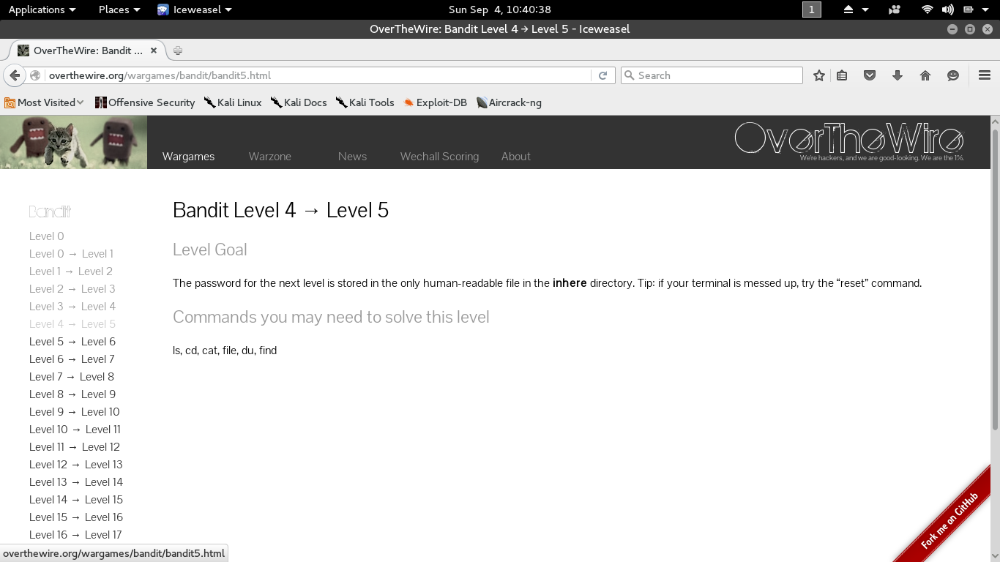 Applications Places Iceweasel Sun Sep 4, 10:40:38 1
OverTheWire: Bandit Level 4 → Level 5 - Iceweasel
OverTheWire: Bandit ...
overthewire.org/wargames/bandit/bandit5.html Search
Most Visited Offensive Security Kali Linux Kali Docs Kali Tools Exploit-DB Aircrack-ng
OverTheWire
We're hackers, and we are good-looking. We are the 1%.
Wargames Warzone News Wechall Scoring About
Bandit
Level 0
Level 0 → Level 1
Level 1 → Level 2
Level 2 → Level 3
Level 3 → Level 4
Level 4 → Level 5
Level 5 → Level 6
Level 6 → Level 7
Level 7 → Level 8
Level 8 → Level 9
Level 9 → Level 10
Level 10 → Level 11
Level 11 → Level 12
Level 12 → Level 13
Level 13 → Level 14
Level 14 → Level 15
Level 15 → Level 16
Level 16 → Level 17
Bandit Level 4 → Level 5
Level Goal
The password for the next level is stored in the only human-readable file in the inhere directory. Tip: if your terminal is messed up, try the “reset” command.
Commands you may need to solve this level
ls, cd, cat, file, du, find
Fork me on GitHub
overthewire.org/wargames/bandit/bandit5.html